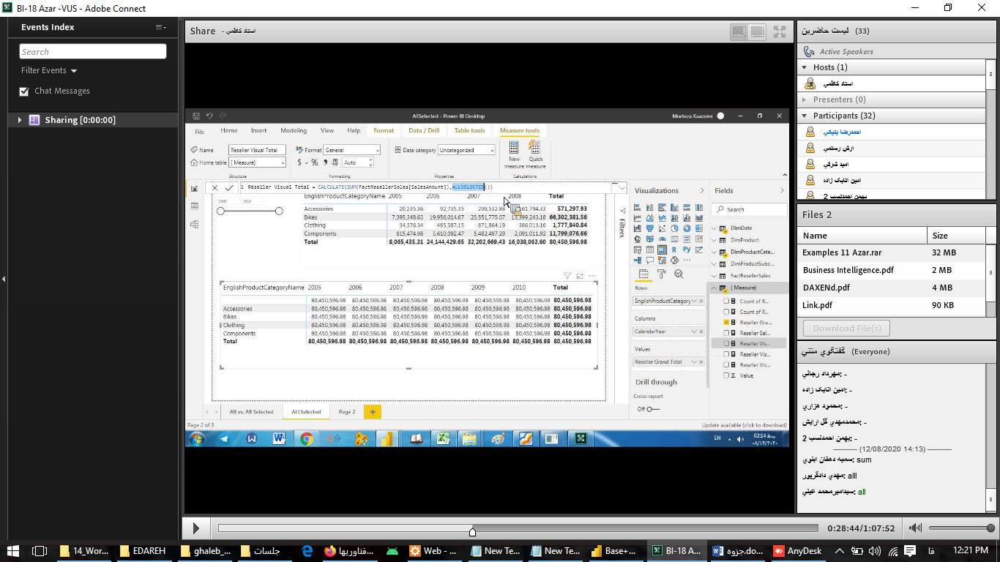 BI-18 Azar -VUS - Adobe Connect
Events Index
Search
Filter Events
Chat Messages
Sharing [0:00:00]
Share استاد كاظمي -
AllSelected - Power BI Desktop
Morteza Kaazemi
File Home Insert Modeling View Help Format Data / Drill Table tools Measure tools
Name Reseller Visual Total
Home table ( Measure)
Structure
Format General
$ % Auto
Formatting
Data category Uncategorized
Properties
New measure
Quick measure
Calculations
1 Reseller Visual Total = CALCULATE(SUM(FactResellerSales[SalesAmount]),ALLSELECTED())
2005 2010
EnglishProductCategoryName 2005 2006 2007 2008 Total
Accessories 20,235.36 92,735.35 296,532.88 161,794.33 571,297.93
Bikes 7,395,348.63 19,956,014.67 25,551,775.07 13,399,243.18 66,302,381.56
Clothing 34,376.34 485,587.15 871,864.19 386,013.16 1,777,840.84
Components 615,474.98 3,610,092.47 5,482,497.29 2,091,011.92 11,799,076.66
Total 8,065,435.31 24,144,429.65 32,202,669.43 16,038,062.60 80,450,596.98
EnglishProductCategoryName 2005 2006 2007 2008 2009 2010 Total
80,450,596.98 80,450,596.98 80,450,596.98 80,450,596.98 80,450,596.98 80,450,596.98 80,450,596.98
Accessories 80,450,596.98 80,450,596.98 80,450,596.98 80,450,596.98 80,450,596.98 80,450,596.98 80,450,596.98
Bikes 80,450,596.98 80,450,596.98 80,450,596.98 80,450,596.98 80,450,596.98 80,450,596.98 80,450,596.98
Clothing 80,450,596.98 80,450,596.98 80,450,596.98 80,450,596.98 80,450,596.98 80,450,596.98 80,450,596.98
Components 80,450,596.98 80,450,596.98 80,450,596.98 80,450,596.98 80,450,596.98 80,450,596.98 80,450,596.98
Total 80,450,596.98 80,450,596.98 80,450,596.98 80,450,596.98 80,450,596.98 80,450,596.98 80,450,596.98
Filters
Visualizations
R Py
Rows
EnglishProductCategory
Columns
CalendarYear
Values
Reseller Grand Total
Drill through
Cross-report
Off
Fields
Search
DimDate
DimProduct
DimProductCate...
DimProductSubc...
FactResellerSales
( Measure)
Count of R...
Count of R...
Reseller Gra...
Reseller Sal...
Reseller Vis...
Reseller Vis...
Reseller Vis...
Σ Value
All vs. All Selected ALLSelected Page 2 +
Page 2 of 3
Update available (click to download)
EN
02:14 ب.ظ
۰۸/۱۲/۲۰۲۰
0:28:44/1:07:52
ليست حاضرين (33)
Active Speakers
Hosts (1)
استاد كاظمي
Presenters (0)
Participants (32)
احمدرضا بنياني
ارش رستمي
اميد شرفي
امين اتابک زاده
بهمن احمدنسب 2
Files 2
Name Size
Examples 11 Azar.rar 32 MB
Business Intelligence.pdf 2 MB
DAXENd.pdf 4 MB
Link.pdf 90 KB
Download File(s)
گفتگوي متني (Everyone)
مهرداد رجائي: -
امين اتابک زاده: -
محمود هزاري: -
محمدمهدي گل ارايش: -
بهمن احمدنسب 2: -
----------- (12/08/2020 14:13) -----------
سميه دهقان ابنوي: sum
مهدي دادگرپور: alll
سيداميرمحمد عيني: all
14_Wor... EDAREH ghaleb_... جلسات فناوریها... Web - ... New Te... New Te... Base+... BI-18 A... جزوه.do... AnyDesk فا 12:21 PM